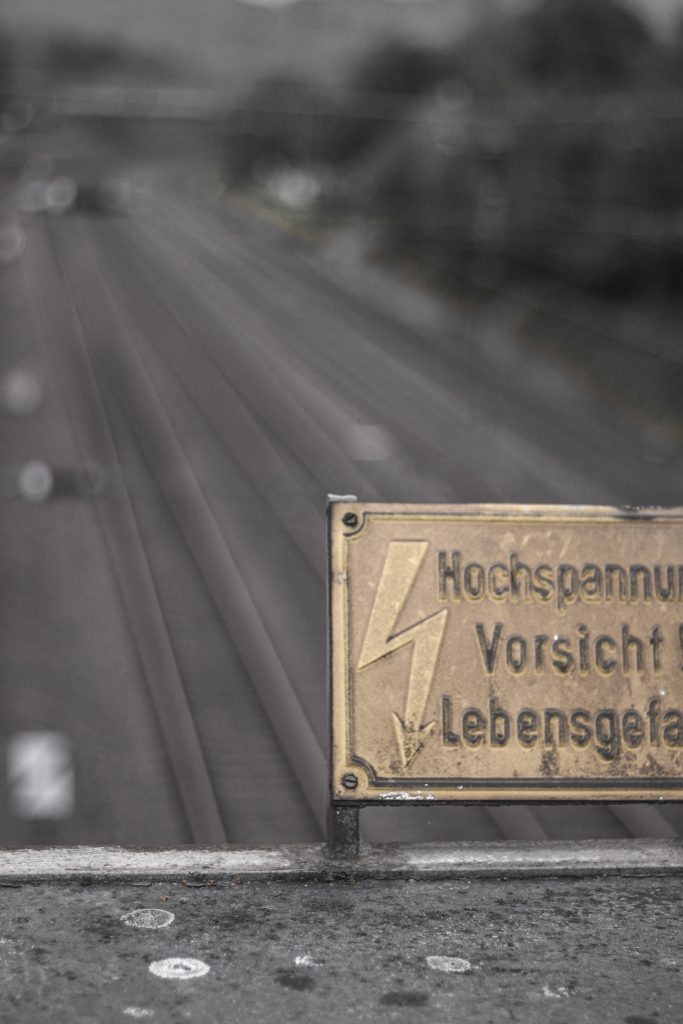 Hochspannun
Vorsicht !
Lebensgefa